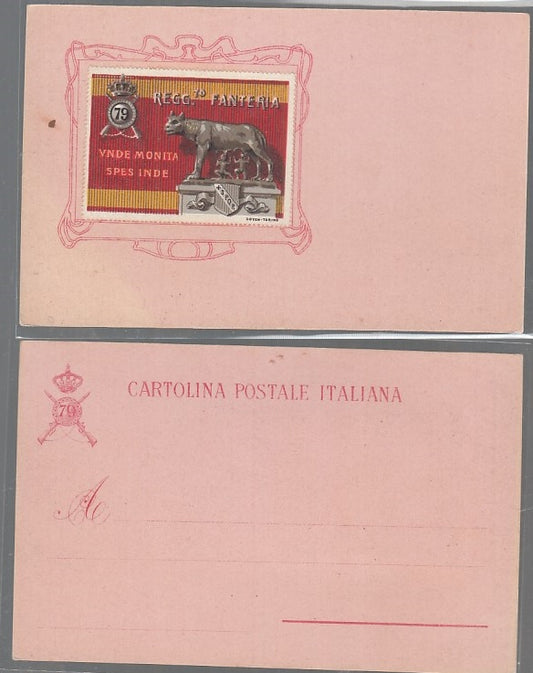 79
REGG.TO FANTERIA
VNDE MONITA
SPES INDE
79
CARTOLINA POSTALE ITALIANA
A